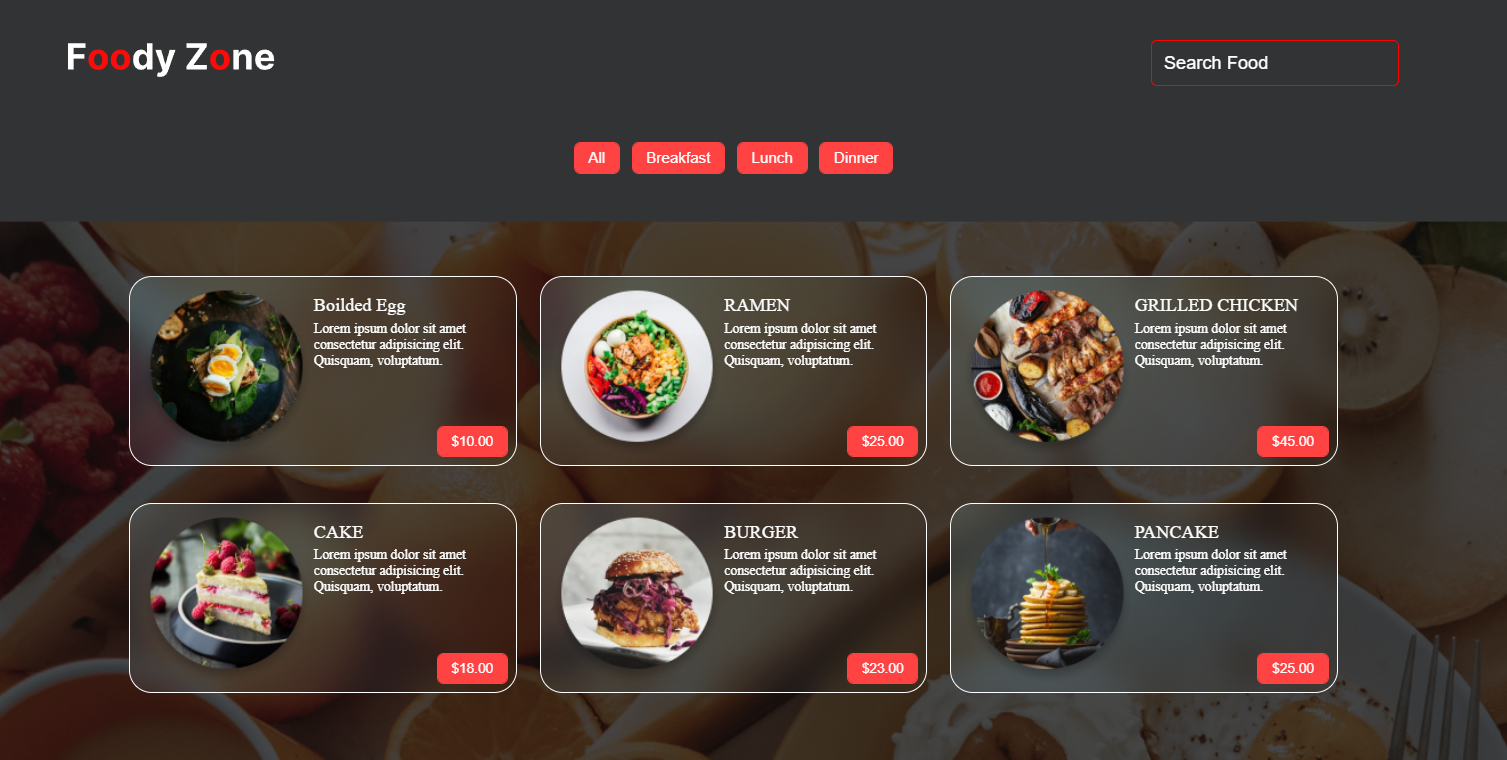 Foody Zone
Search Food
All
Breakfast
Lunch
Dinner
Boilded Egg
Lorem ipsum dolor sit amet
consectetur adipisicing elit.
Quisquam, voluptatum.
$10.00
RAMEN
Lorem ipsum dolor sit amet
consectetur adipisicing elit.
Quisquam, voluptatum.
$25.00
GRILLED CHICKEN
Lorem ipsum dolor sit amet
consectetur adipisicing elit.
Quisquam, voluptatum.
$45.00
CAKE
Lorem ipsum dolor sit amet
consectetur adipisicing elit.
Quisquam, voluptatum.
$18.00
BURGER
Lorem ipsum dolor sit amet
consectetur adipisicing elit.
Quisquam, voluptatum.
$23.00
PANCAKE
Lorem ipsum dolor sit amet
consectetur adipisicing elit.
Quisquam, voluptatum.
$25.00